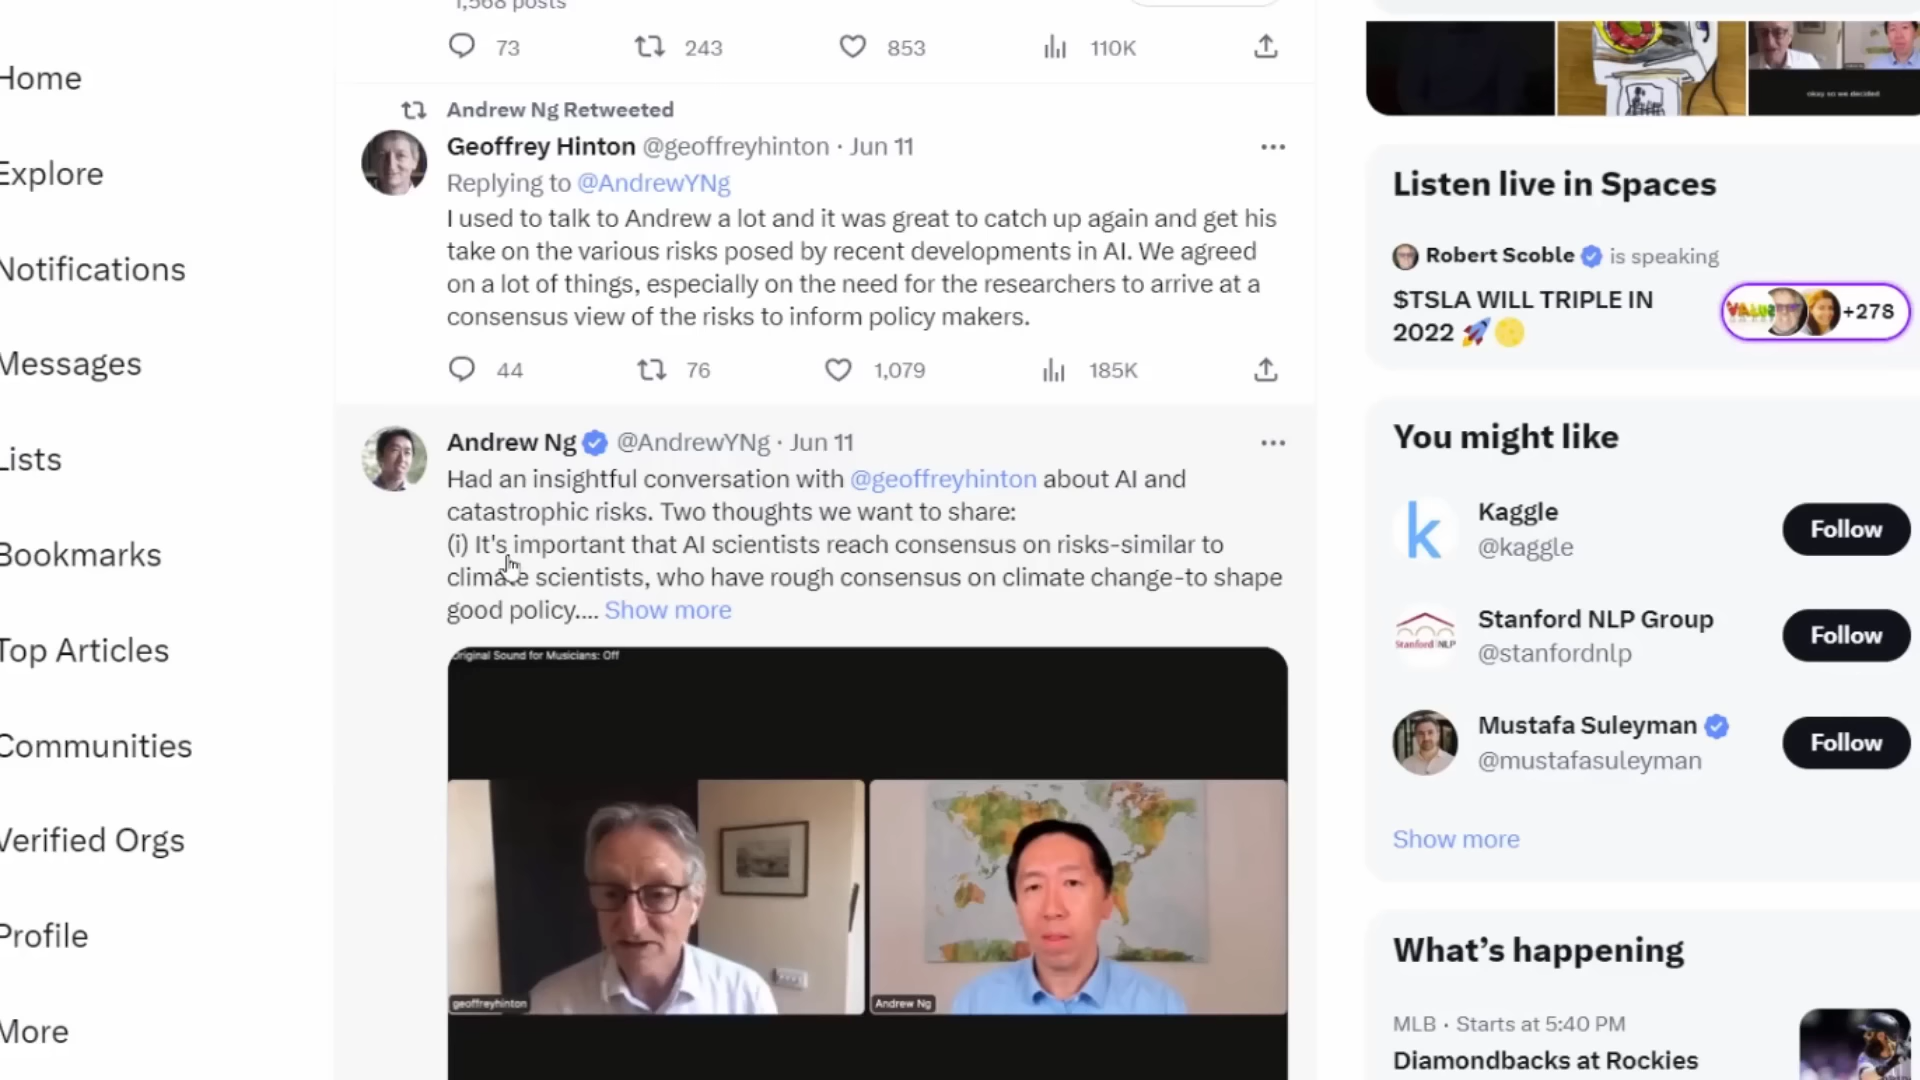 1,568 posts
73 243 853 110K
Home
Explore
Notifications
Messages
Lists
Bookmarks
Top Articles
Communities
Verified Orgs
Profile
More
Andrew Ng Retweeted
Geoffrey Hinton @geoffreyhinton · Jun 11
Replying to @AndrewYNg
I used to talk to Andrew a lot and it was great to catch up again and get his
take on the various risks posed by recent developments in AI. We agreed
on a lot of things, especially on the need for the researchers to arrive at a
consensus view of the risks to inform policy makers.
44 76 1,079 185K
Andrew Ng @AndrewYNg · Jun 11
Had an insightful conversation with @geoffreyhinton about AI and
catastrophic risks. Two thoughts we want to share:
(i) It's important that AI scientists reach consensus on risks-similar to
climate scientists, who have rough consensus on climate change-to shape
good policy.... Show more
Original Sound for Musicians: Off
geoffreyhinton
Andrew Ng
okay so we decided
Listen live in Spaces
Robert Scoble is speaking
$TSLA WILL TRIPLE IN
2022 🚀🌕
+278
You might like
Kaggle
@kaggle
Follow
Stanford NLP Group
@stanfordnlp
Follow
Stanford NLP
Mustafa Suleyman
@mustafasuleyman
Follow
Show more
What's happening
MLB · Starts at 5:40 PM
Diamondbacks at Rockies